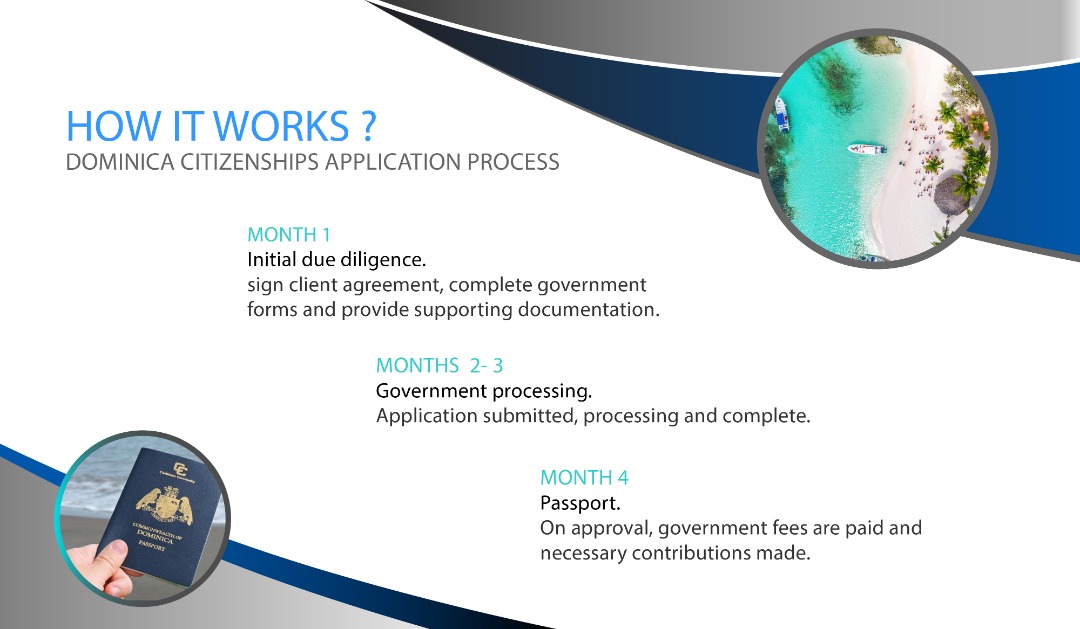 HOW IT WORKS ?
DOMINICA CITIZENSHIPS APPLICATION PROCESS
MONTH 1
Initial due diligence.
sign client agreement, complete government
forms and provide supporting documentation.
MONTHS 2- 3
Government processing.
Application submitted, processing and complete.
MONTH 4
Passport.
On approval, government fees are paid and
necessary contributions made.
COMMONWEALTH OF
DOMINICA
PASSPORT